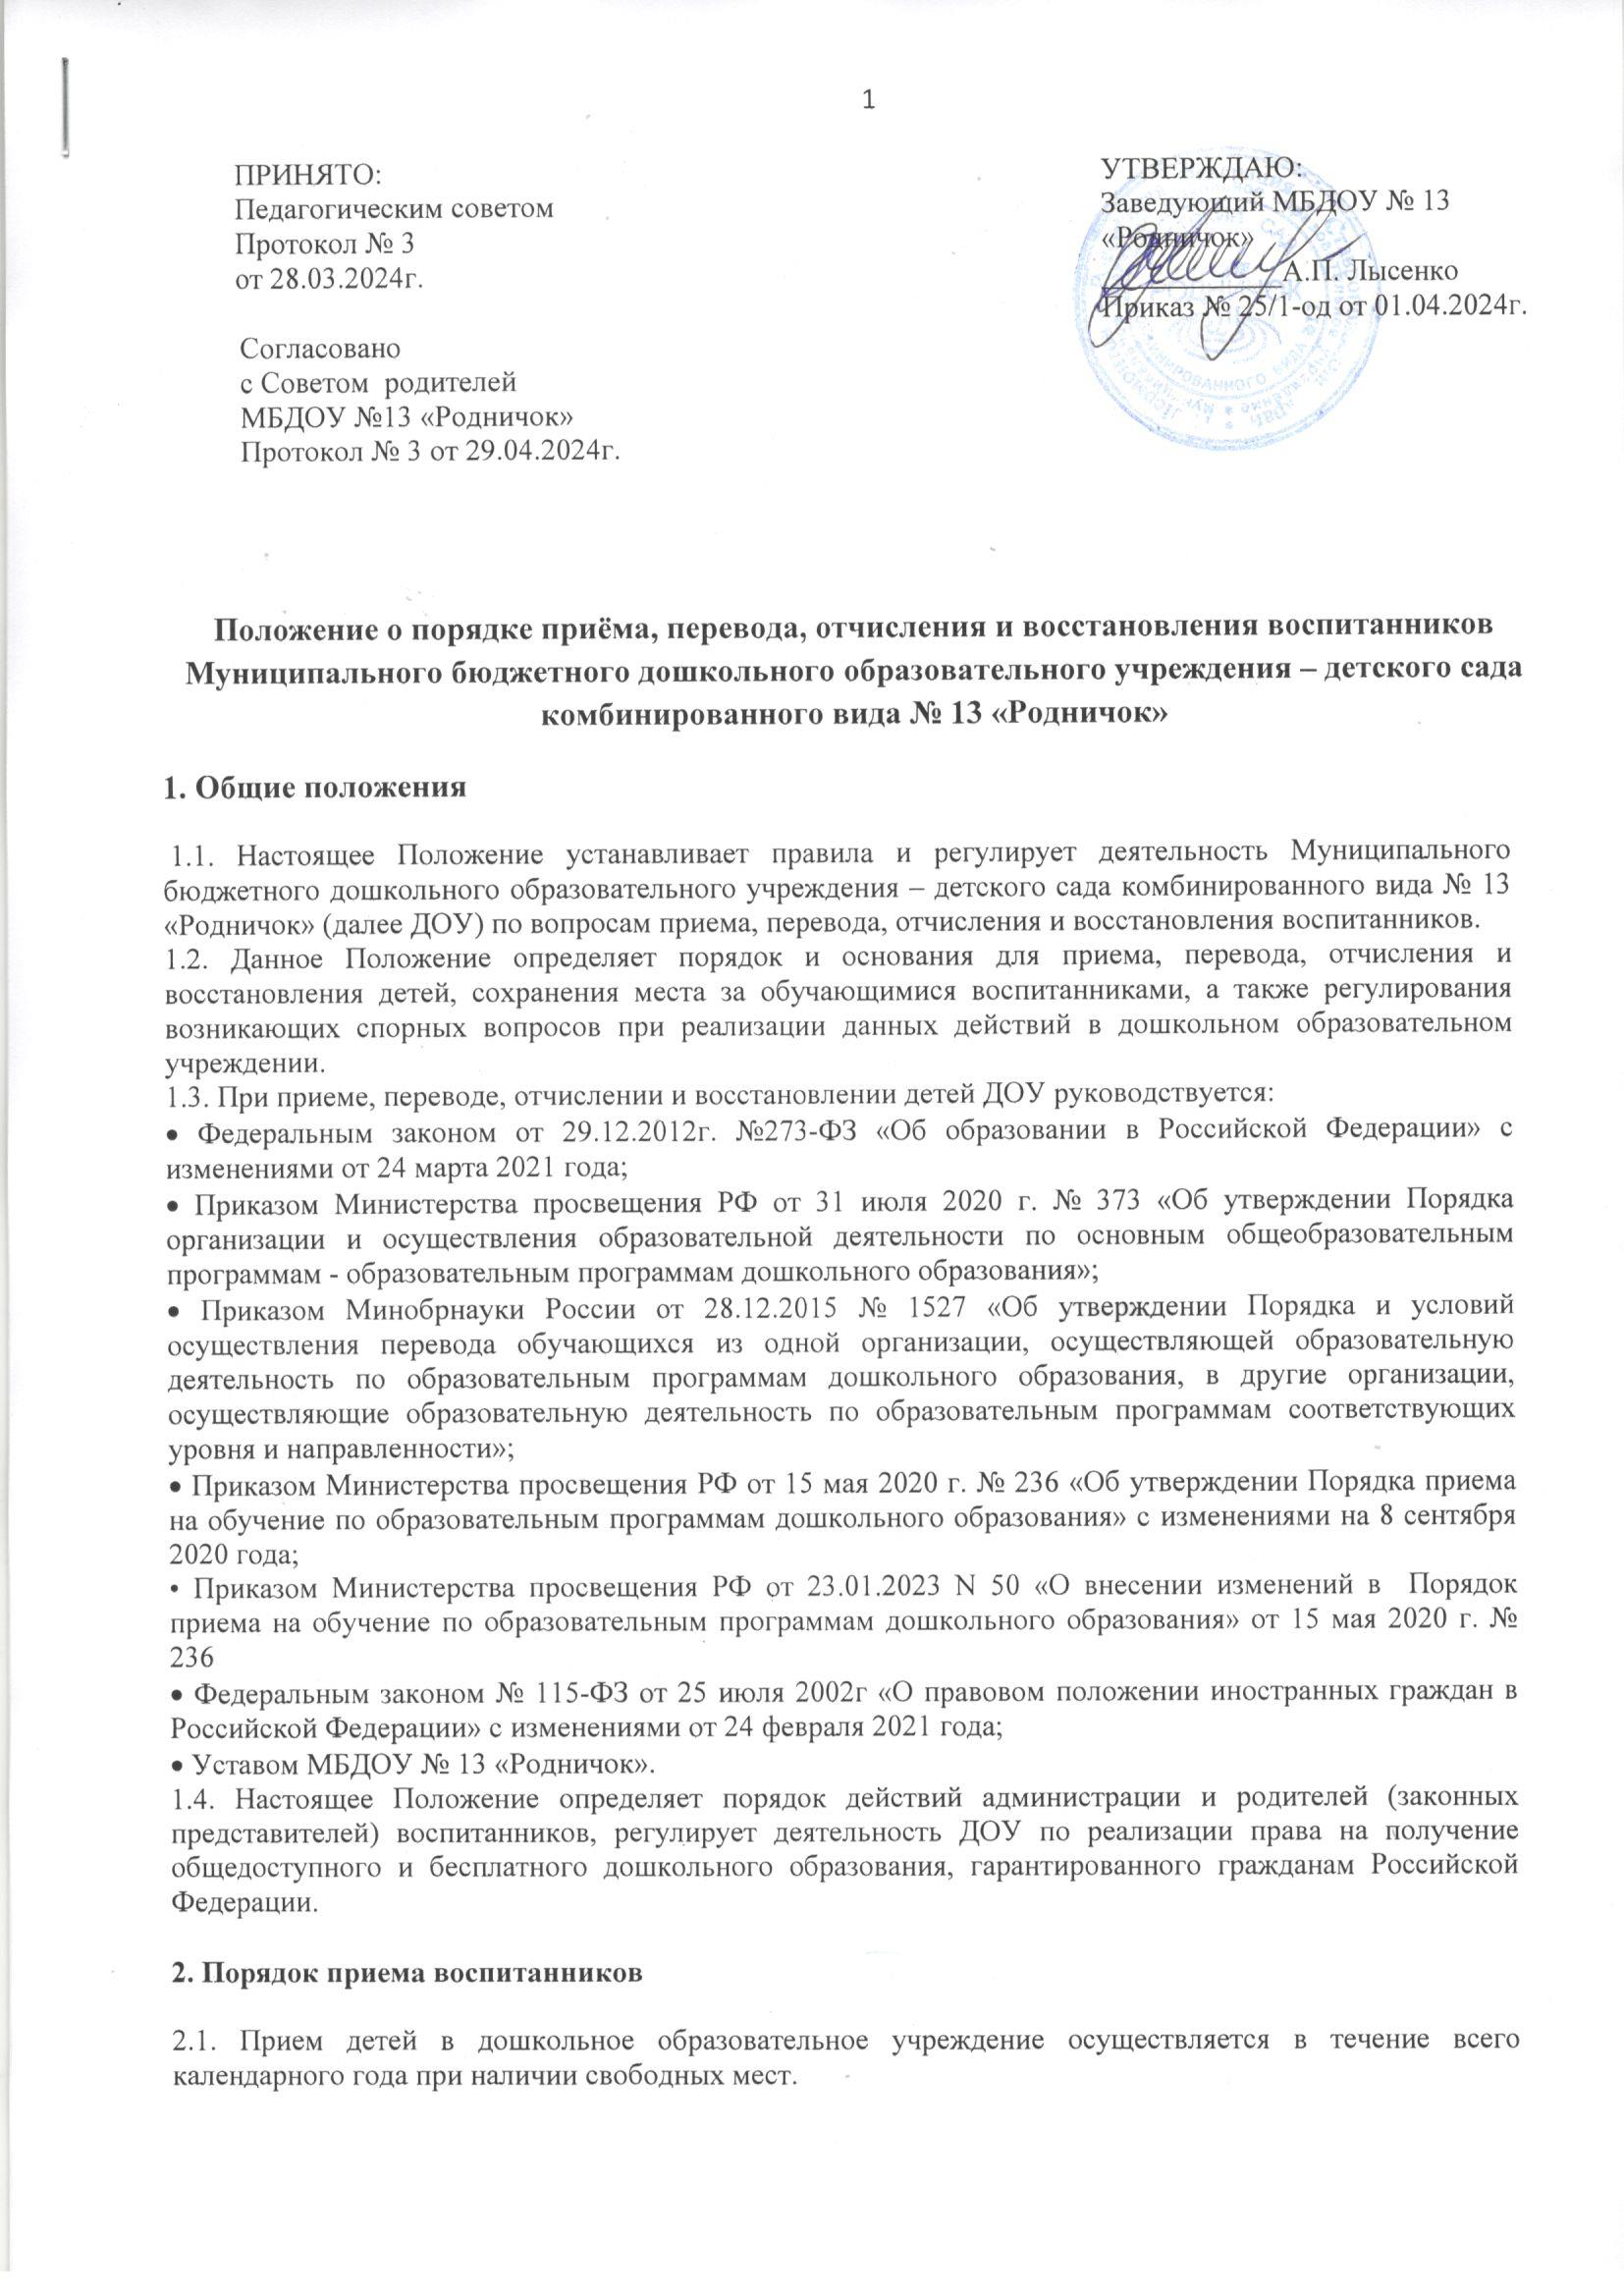 1
ПРИНЯТО:
Педагогическим советом
Протокол № 3
от 28.03.2024г.
Согласовано
с Советом родителей
МБДОУ №13 «Родничок»
Протокол № 3 от 29.04.2024г.
УТВЕРЖДАЮ:
Заведующий МБДОУ № 13
«Родничок»
____________А.П. Лысенко
Приказ № 25/1-од от 01.04.2024г.
Положение о порядке приёма, перевода, отчисления и восстановления воспитанников
Муниципального бюджетного дошкольного образовательного учреждения – детского сада
комбинированного вида № 13 «Родничок»
1. Общие положения
1.1. Настоящее Положение устанавливает правила и регулирует деятельность Муниципального
бюджетного дошкольного образовательного учреждения – детского сада комбинированного вида № 13
«Родничок» (далее ДОУ) по вопросам приема, перевода, отчисления и восстановления воспитанников.
1.2. Данное Положение определяет порядок и основания для приема, перевода, отчисления и
восстановления детей, сохранения места за обучающимися воспитанниками, а также регулирования
возникающих спорных вопросов при реализации данных действий в дошкольном образовательном
учреждении.
1.3. При приеме, переводе, отчислении и восстановлении детей ДОУ руководствуется:
• Федеральным законом от 29.12.2012г. №273-ФЗ «Об образовании в Российской Федерации» с
изменениями от 24 марта 2021 года;
• Приказом Министерства просвещения РФ от 31 июля 2020 г. № 373 «Об утверждении Порядка
организации и осуществления образовательной деятельности по основным общеобразовательным
программам - образовательным программам дошкольного образования»;
• Приказом Минобрнауки России от 28.12.2015 № 1527 «Об утверждении Порядка и условий
осуществления перевода обучающихся из одной организации, осуществляющей образовательную
деятельность по образовательным программам дошкольного образования, в другие организации,
осуществляющие образовательную деятельность по образовательным программам соответствующих
уровня и направленности»;
• Приказом Министерства просвещения РФ от 15 мая 2020 г. № 236 «Об утверждении Порядка приема
на обучение по образовательным программам дошкольного образования» с изменениями на 8 сентября
2020 года;
• Приказом Министерства просвещения РФ от 23.01.2023 N 50 «О внесении изменений в Порядок
приема на обучение по образовательным программам дошкольного образования» от 15 мая 2020 г. №
236
• Федеральным законом № 115-ФЗ от 25 июля 2002г «О правовом положении иностранных граждан в
Российской Федерации» с изменениями от 24 февраля 2021 года;
• Уставом МБДОУ № 13 «Родничок».
1.4. Настоящее Положение определяет порядок действий администрации и родителей (законных
представителей) воспитанников, регулирует деятельность ДОУ по реализации права на получение
общедоступного и бесплатного дошкольного образования, гарантированного гражданам Российской
Федерации.
2. Порядок приема воспитанников
2.1. Прием детей в дошкольное образовательное учреждение осуществляется в течение всего
календарного года при наличии свободных мест.